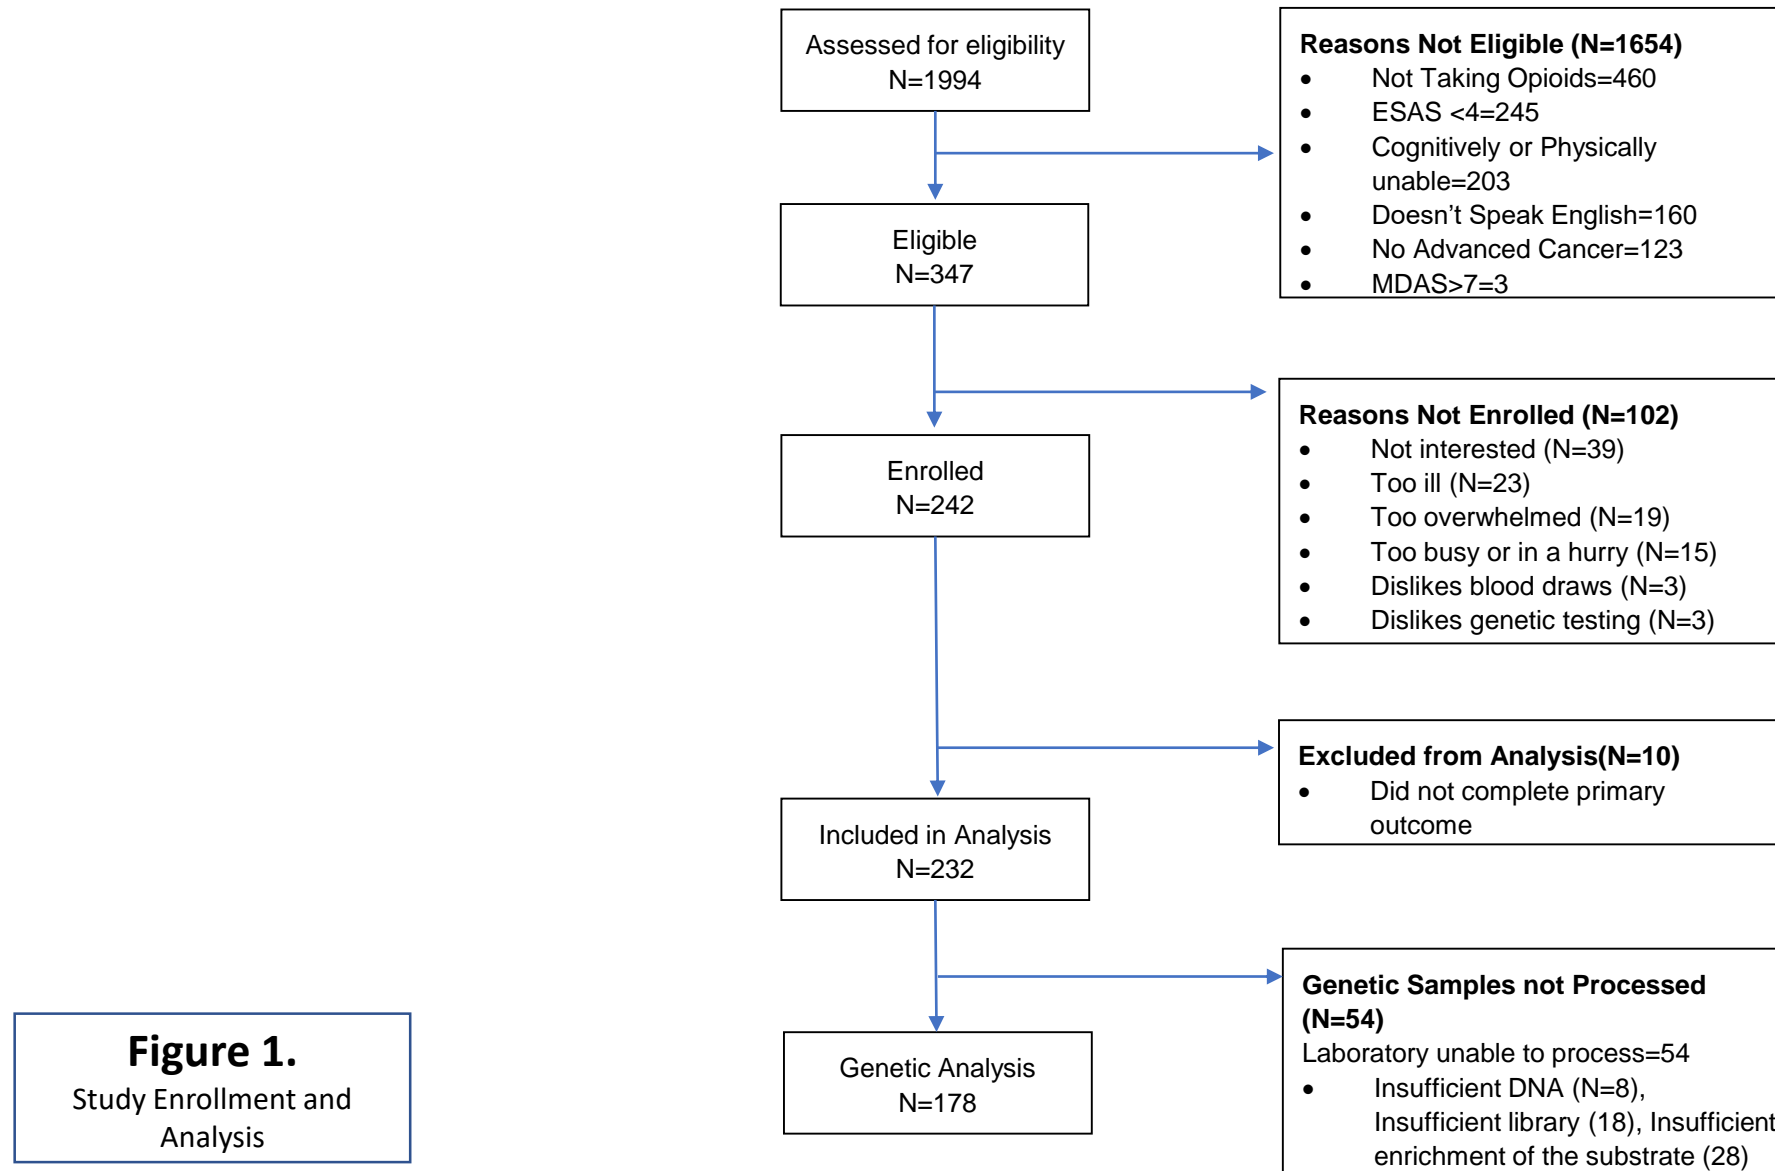 Assessed for eligibility
N=1994
Reasons Not Eligible (N=1654)
• Not Taking Opioids=460
• ESAS <4=245
• Cognitively or Physically
unable=203
• Doesn't Speak English=160
• No Advanced Cancer=123
• MDAS>7=3
Eligible
N=347
Reasons Not Enrolled (N=102)
• Not interested (N=39)
• Too ill (N=23)
• Too overwhelmed (N=19)
• Too busy or in a hurry (N=15)
• Dislikes blood draws (N=3)
• Dislikes genetic testing (N=3)
Enrolled
N=242
Excluded from Analysis(N=10)
• Did not complete primary
outcome
Included in Analysis
N=232
Genetic Samples not Processed
(N=54)
Laboratory unable to process=54
• Insufficient DNA (N=8),
Insufficient library (18), Insufficient
enrichment of the substrate (28)
Genetic Analysis
N=178
Figure 1.
Study Enrollment and
Analysis